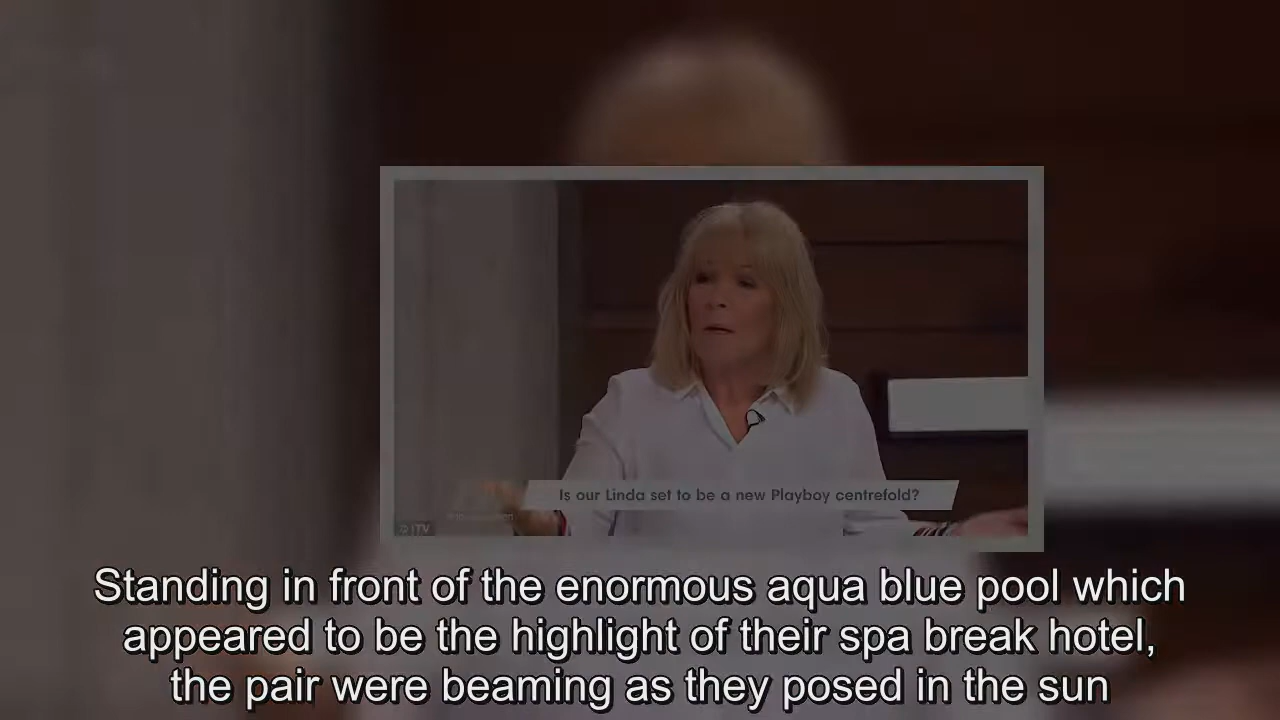 Is our Linda set to be a new Playboy centrefold?
ITV
Standing in front of the enormous aqua blue pool which
appeared to be the highlight of their spa break hotel,
the pair were beaming as they posed in the sun